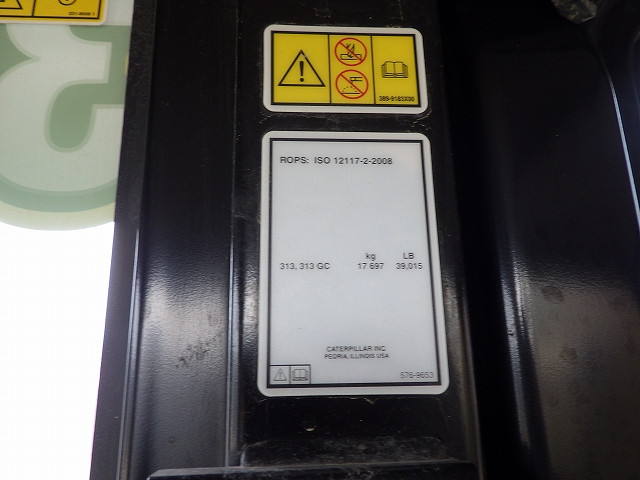 389-9183X00
ROPS: ISO 12117-2-2008
kg LB
313, 313 GC 17 697 39,015
CATERPILLAR INC.
PEORIA, ILLINOIS USA
576-9653